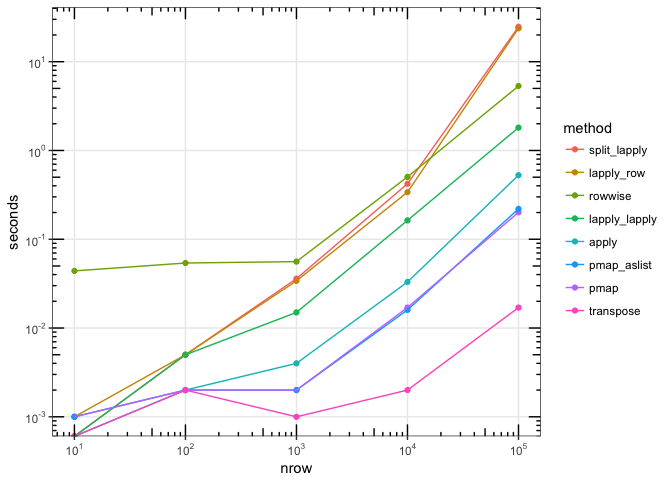 10^1
10^0
10^-1
10^-2
10^-3
seconds
10^1 10^2 10^3 10^4 10^5
nrow
method
split_lapply
lapply_row
rowwise
lapply_lapply
apply
pmap_aslist
pmap
transpose